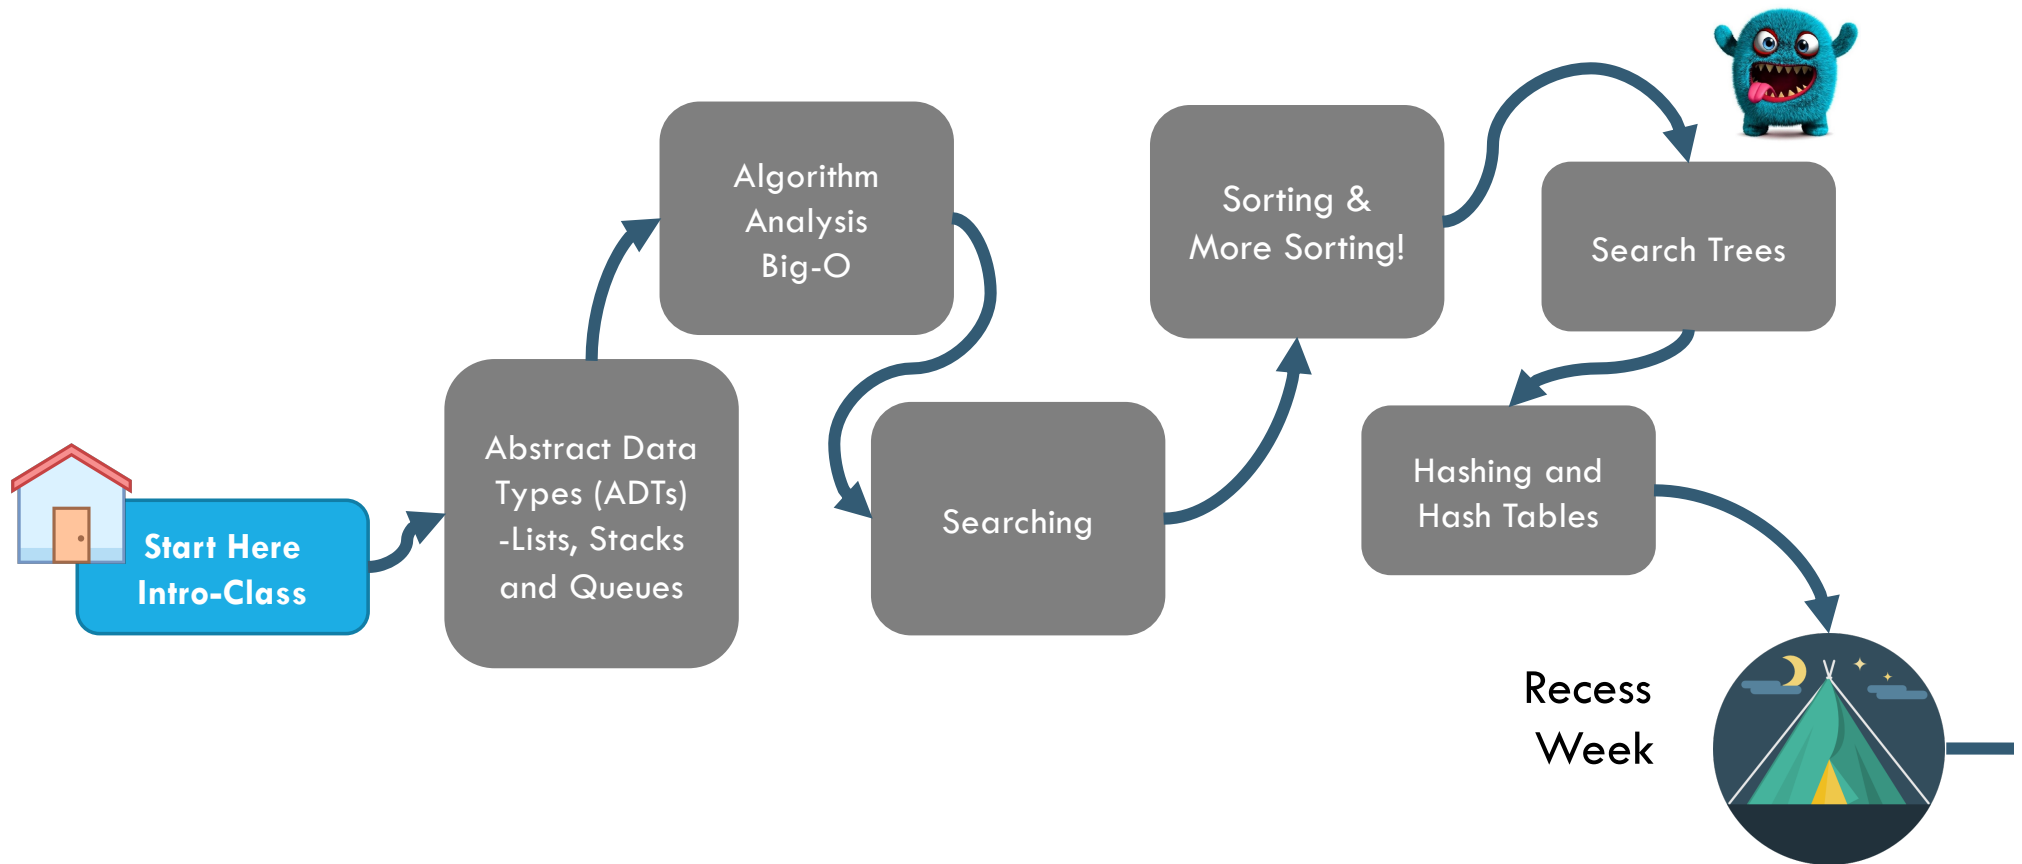 Start Here
Intro-Class
Abstract Data
Types (ADTs)
-Lists, Stacks
and Queues
Algorithm
Analysis
Big-O
Searching
Sorting &
More Sorting!
Search Trees
Hashing and
Hash Tables
Recess
Week